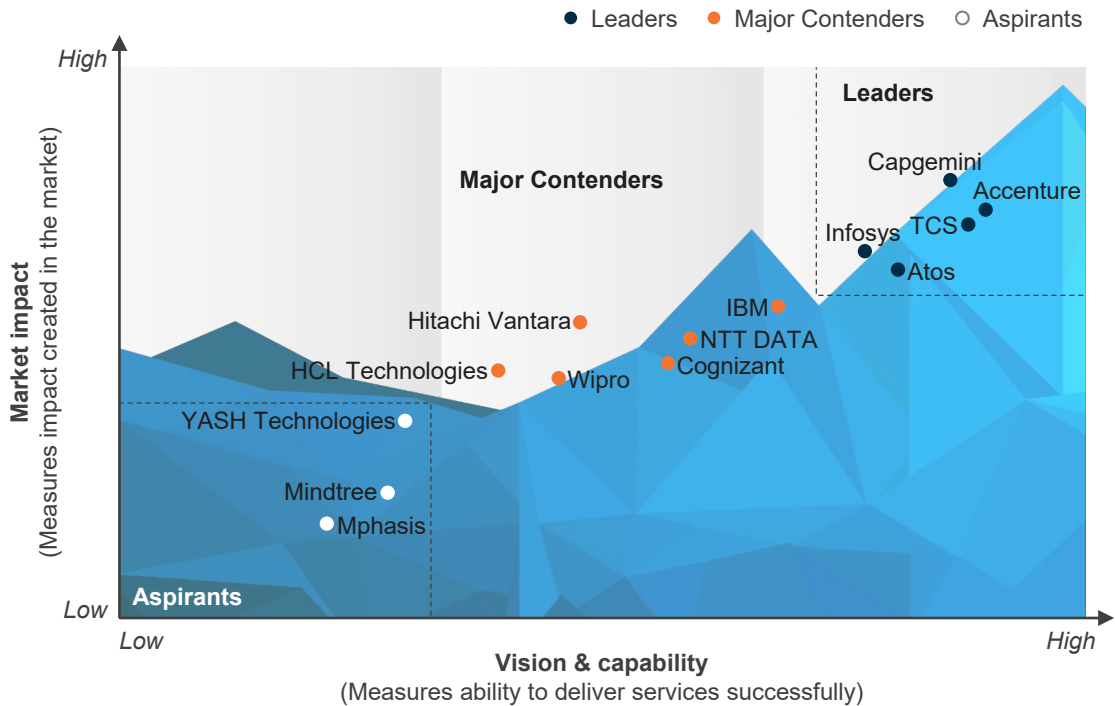 Leaders
Major Contenders
Aspirants
High
Leaders
Capgemini
Major Contenders
Accenture
TCS
Infosys
Atos
IBM
Hitachi Vantara
NTT DATA
Cognizant
HCL Technologies
Wipro
YASH Technologies
Mindtree
Mphasis
Aspirants
Low
Market impact
(Measures impact created in the market)
Low
High
Vision & capability
(Measures ability to deliver services successfully)